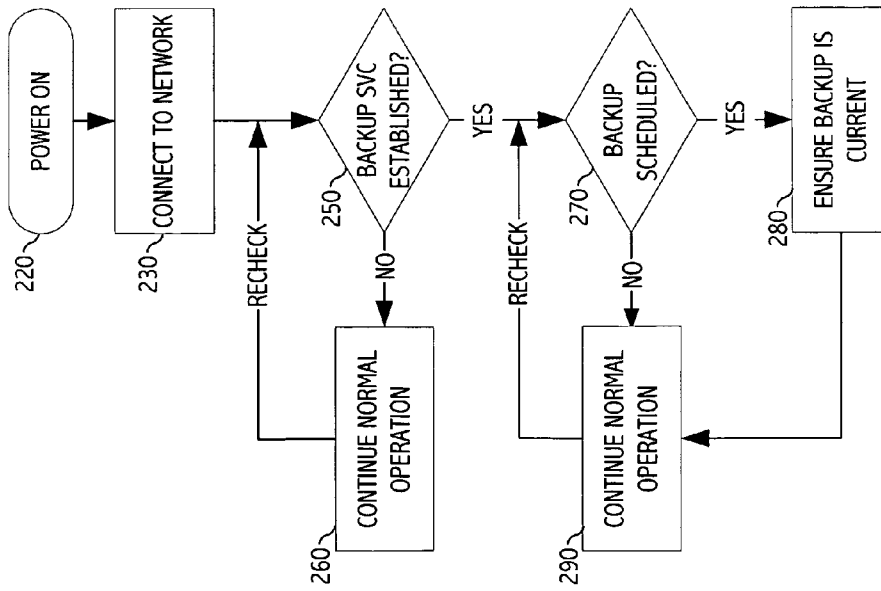 220
POWER ON
230
CONNECT TO NETWORK
RECHECK
250
BACKUP SVC
ESTABLISHED?
NO
YES
260
CONTINUE NORMAL
OPERATION
RECHECK
270
BACKUP
SCHEDULED?
NO
YES
290
CONTINUE NORMAL
OPERATION
280
ENSURE BACKUP IS
CURRENT